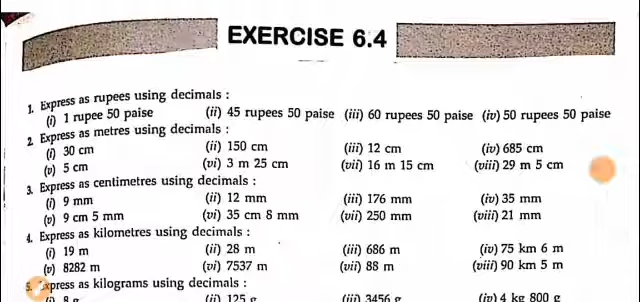 EXERCISE 6.4
1. Express as rupees using decimals :
(i) 1 rupee 50 paise (ii) 45 rupees 50 paise (iii) 60 rupees 50 paise (iv) 50 rupees 50 paise
2. Express as metres using decimals :
(i) 30 cm (ii) 150 cm (iii) 12 cm (iv) 685 cm
(v) 5 cm (vi) 3 m 25 cm (vii) 16 m 15 cm (viii) 29 m 5 cm
3. Express as centimetres using decimals :
(i) 9 mm (ii) 12 mm (iii) 176 mm (iv) 35 mm
(v) 9 cm 5 mm (vi) 35 cm 8 mm (vii) 250 mm (viii) 21 mm
4. Express as kilometres using decimals :
(i) 19 m (ii) 28 m (iii) 686 m (iv) 75 km 6 m
(v) 8282 m (vi) 7537 m (vii) 88 m (viii) 90 km 5 m
5. Express as kilograms using decimals :
(i) 8 g (ii) 125 g (iii) 3456 g (iv) 4 kg 800 g